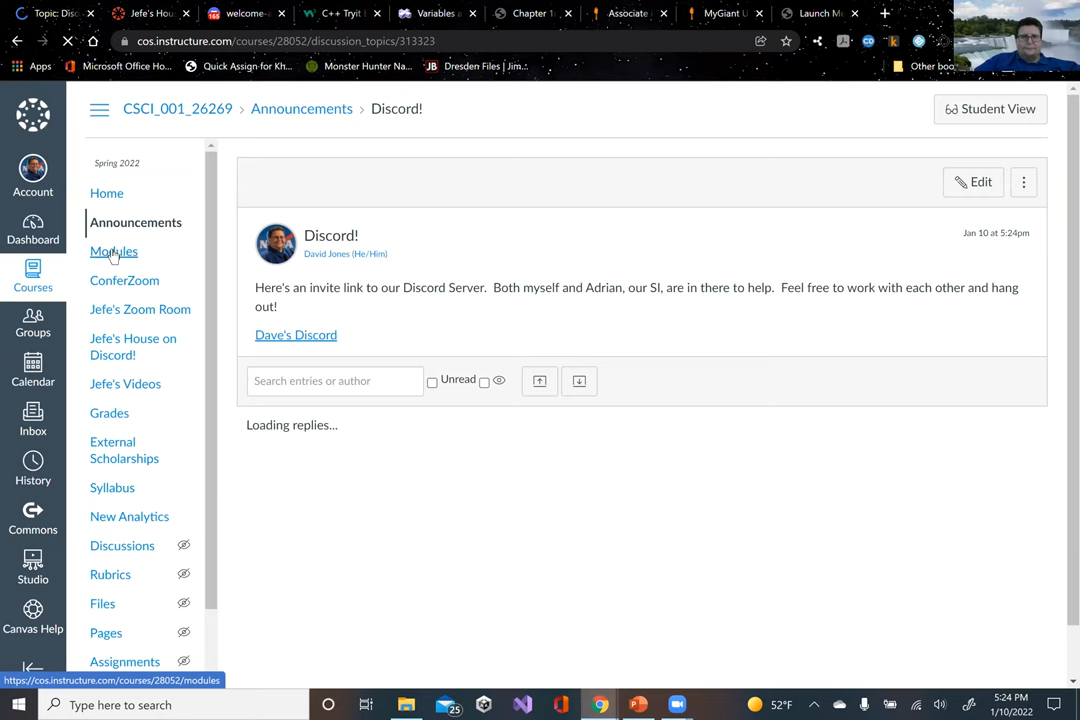 Topic: Disc
Jefe's Hou
welcome-a
C++ Tryit E
Variables a
Chapter 1
Associate
MyGiant U
Launch Me
cos.instructure.com/courses/28052/discussion_topics/313323
Apps
Microsoft Office Ho...
Quick Assign for Kh...
Monster Hunter Na...
Dresden Files | Jim...
Other boo
CSCI_001_26269 > Announcements > Discord!
Student View
Account
Dashboard
Courses
Groups
Calendar
Inbox
History
Commons
Studio
Canvas Help
Spring 2022
Home
Announcements
Modules
ConferZoom
Jefe's Zoom Room
Jefe's House on
Discord!
Jefe's Videos
Grades
External
Scholarships
Syllabus
New Analytics
Discussions
Rubrics
Files
Pages
Assignments
Edit
Discord!
Jan 10 at 5:24pm
David Jones (He/Him)
Here's an invite link to our Discord Server. Both myself and Adrian, our SI, are in there to help. Feel free to work with each other and hang
out!
Dave's Discord
Search entries or author
Unread
Loading replies...
https://cos.instructure.com/courses/28052/modules
Type here to search
25
52°F
5:24 PM
1/10/2022